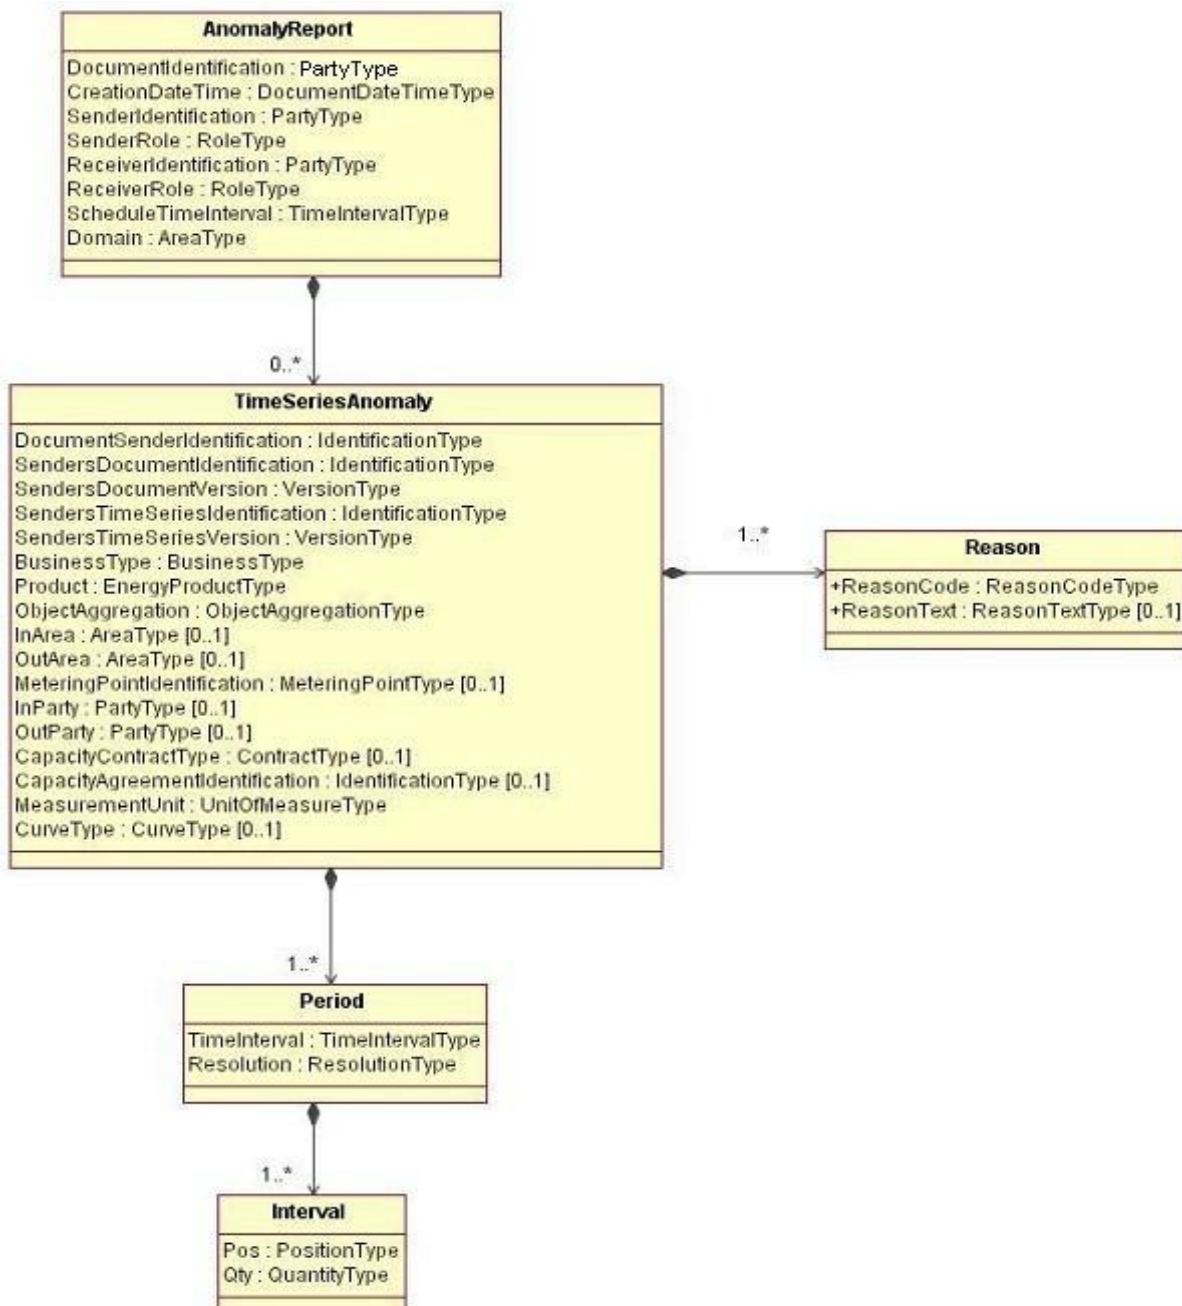 AnomalyReport
DocumentIdentification : PartyType
CreationDateTime : DocumentDateTimeType
SenderIdentification : PartyType
SenderRole : RoleType
ReceiverIdentification : PartyType
ReceiverRole : RoleType
ScheduleTimeInterval : TimeIntervalType
Domain : AreaType
0..*
TimeSeriesAnomaly
DocumentSenderIdentification : IdentificationType
SendersDocumentIdentification : IdentificationType
SendersDocumentVersion : VersionType
SendersTimeSeriesIdentification : IdentificationType
SendersTimeSeriesVersion : VersionType
BusinessType : BusinessType
Product : EnergyProductType
ObjectAggregation : ObjectAggregationType
InArea : AreaType [0..1]
OutArea : AreaType [0..1]
MeteringPointIdentification : MeteringPointType [0..1]
InParty : PartyType [0..1]
OutParty : PartyType [0..1]
CapacityContractType : ContractType [0..1]
CapacityAgreementIdentification : IdentificationType [0..1]
MeasurementUnit : UnitOfMeasureType
CurveType : CurveType [0..1]
1..*
Reason
+ReasonCode : ReasonCodeType
+ReasonText : ReasonTextType [0..1]
1..*
Period
TimeInterval : TimeIntervalType
Resolution : ResolutionType
1..*
Interval
Pos : PositionType
Qty : QuantityType